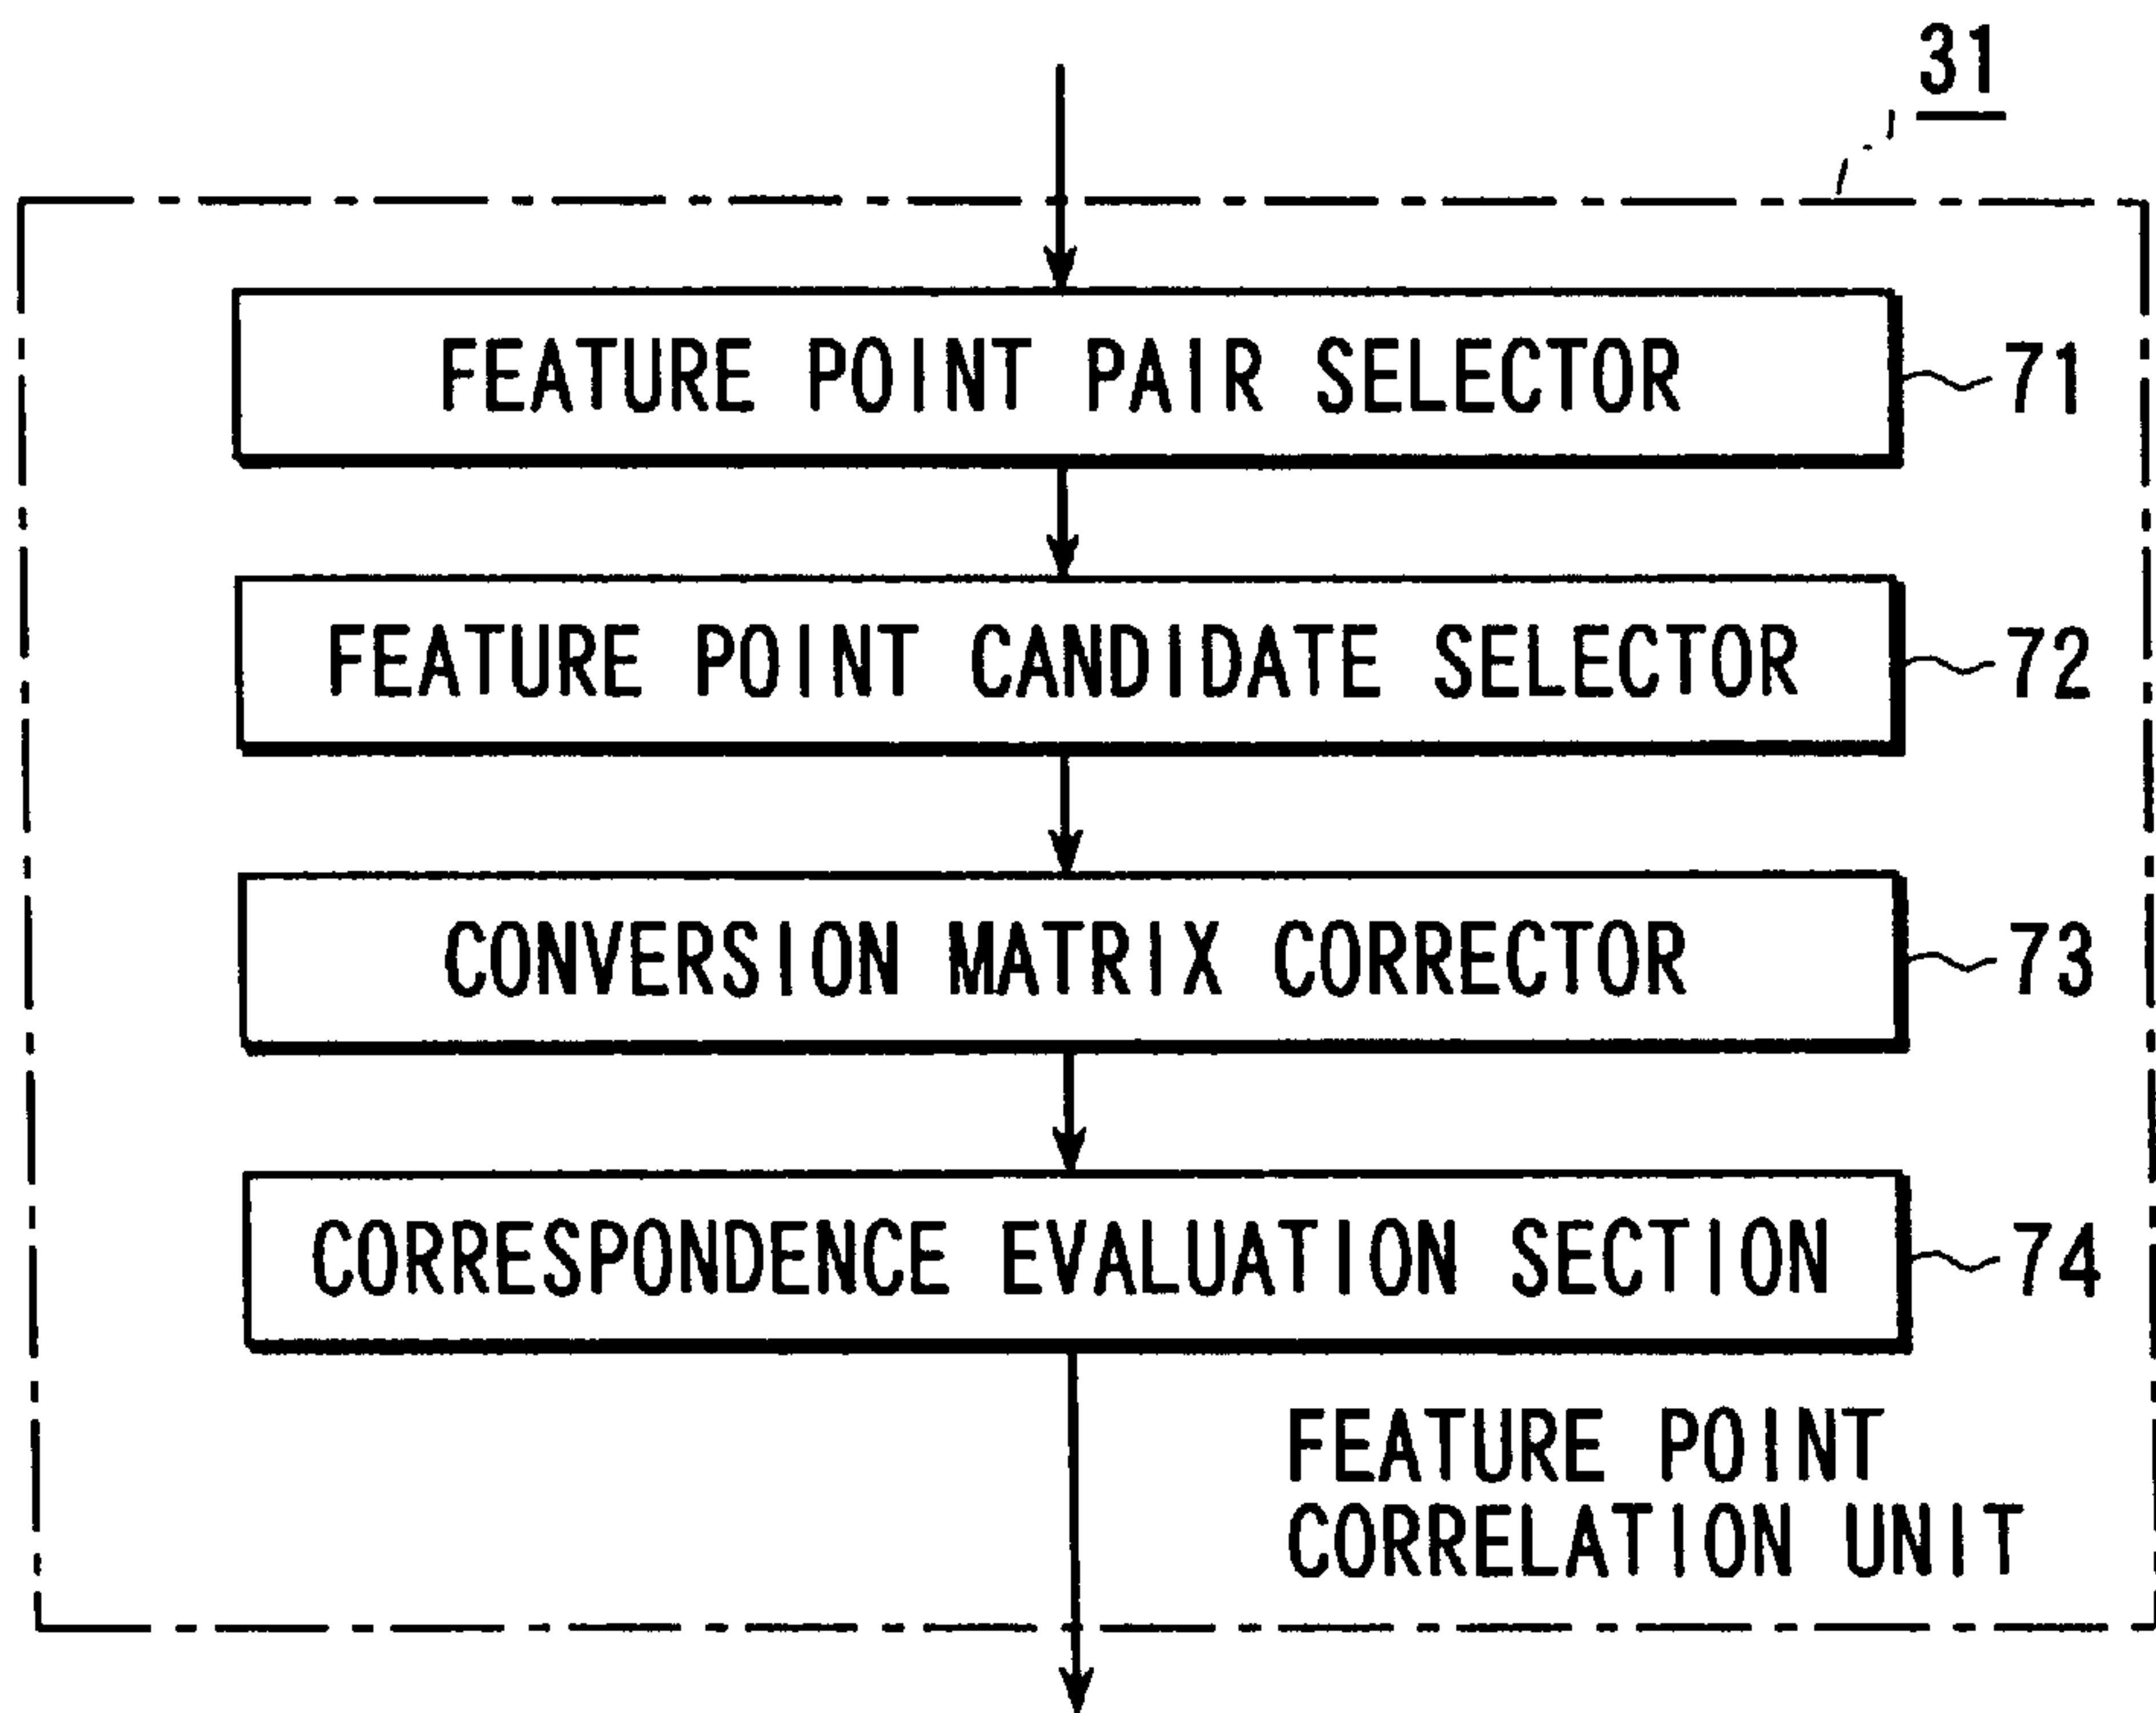 31
FEATURE POINT PAIR SELECTOR
71
FEATURE POINT CANDIDATE SELECTOR
72
CONVERSION MATRIX CORRECTOR
73
CORRESPONDENCE EVALUATION SECTION
74
FEATURE POINT
CORRELATION UNIT